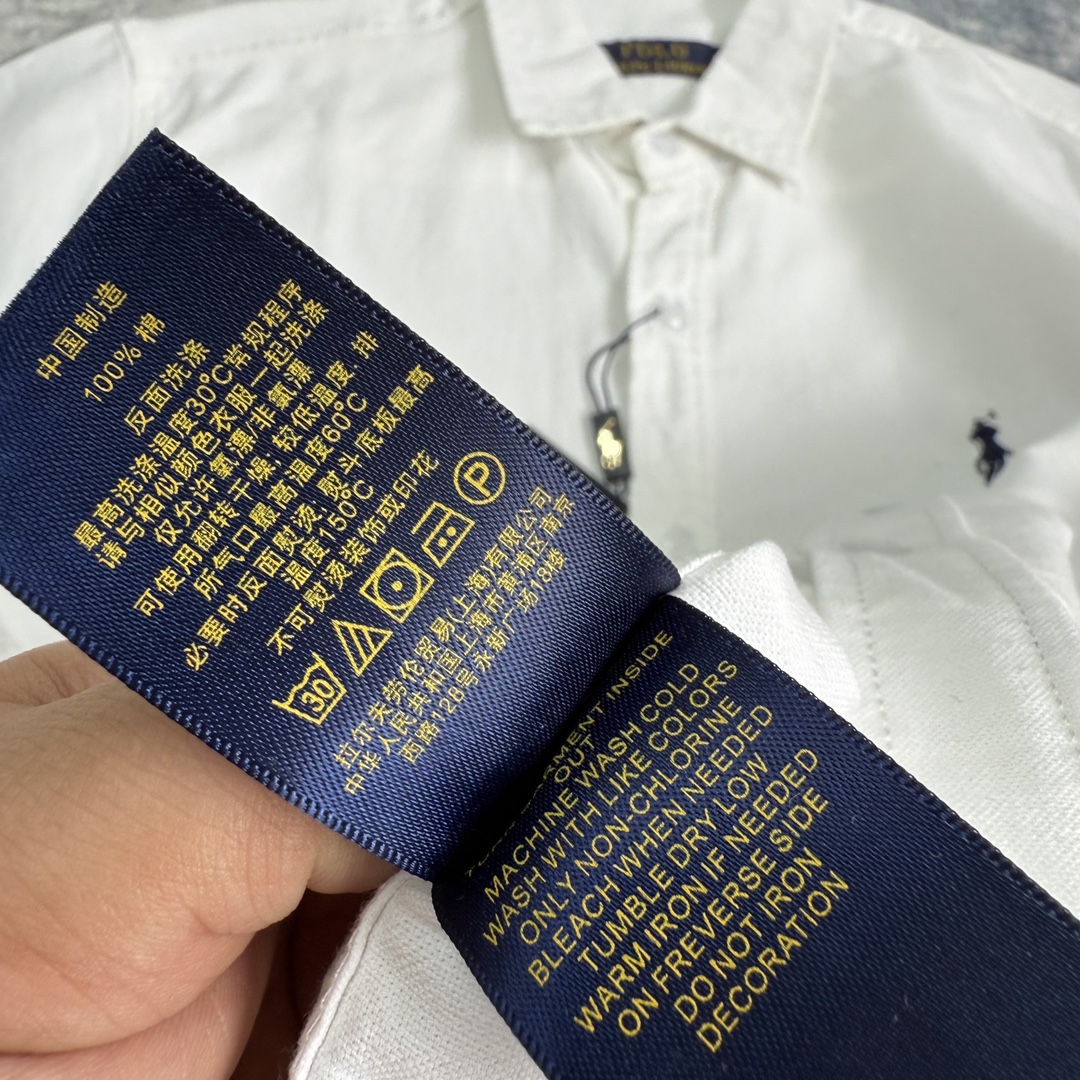 POLO
中国制造
100% 棉
反面洗涤
最高洗涤温度30℃常规程序
请与相似颜色衣服一起洗涤
仅允许氧漂/非氯漂
可使用翻转干燥，较低温度，排
所气口最高温度60℃
必要时反面熨烫，熨斗底板最高
温度150℃
不可熨烫装饰或印花
30
P
拉尔夫劳伦贸易(上海)有限公司
中华人民共和国上海市黄浦区南京
西路128号永新广场18楼
INSIDE
OUT
MACHINE WASH COLD
WASH WITH LIKE COLORS
ONLY NON-CHLORINE
BLEACH WHEN NEEDED
TUMBLE DRY LOW
WARM IRON IF NEEDED
ON FREVERSE SIDE
DO NOT IRON
DECORATION